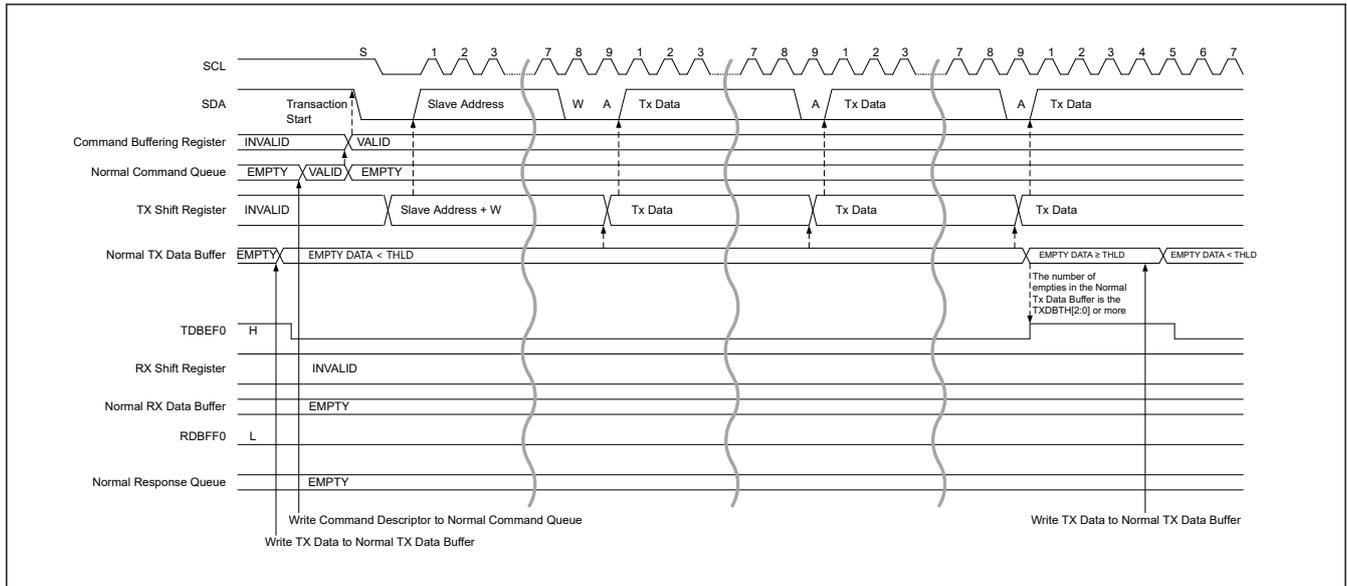 S 1 2 3 7 8 9 1 2 3 7 8 9 1 2 3 7 8 9 1 2 3 4 5 6 7
SCL
SDA Transaction Start Slave Address W A Tx Data A Tx Data A Tx Data
Command Buffering Register INVALID VALID
Normal Command Queue EMPTY VALID EMPTY
TX Shift Register INVALID Slave Address + W Tx Data Tx Data Tx Data
Normal TX Data Buffer EMPTY EMPTY DATA < THLD EMPTY DATA ≥ THLD EMPTY DATA < THLD
The number of
empties in the Normal
Tx Data Buffer is the
TXDBTH[2:0] or more
TDBEF0 H
RX Shift Register INVALID
Normal RX Data Buffer EMPTY
RDBFF0 L
Normal Response Queue EMPTY
Write Command Descriptor to Normal Command Queue Write TX Data to Normal TX Data Buffer
Write TX Data to Normal TX Data Buffer